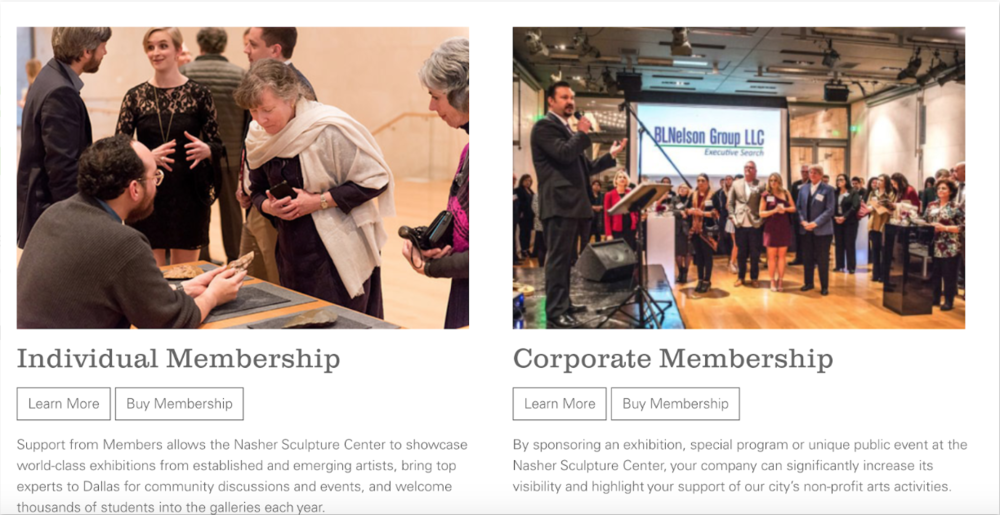 BLNelson Group LLC
Executive Search
Individual Membership
Learn More
Buy Membership
Support from Members allows the Nasher Sculpture Center to showcase
world-class exhibitions from established and emerging artists, bring top
experts to Dallas for community discussions and events, and welcome
thousands of students into the galleries each year.
Corporate Membership
Learn More
Buy Membership
By sponsoring an exhibition, special program or unique public event at the
Nasher Sculpture Center, your company can significantly increase its
visibility and highlight your support of our city's non-profit arts activities.